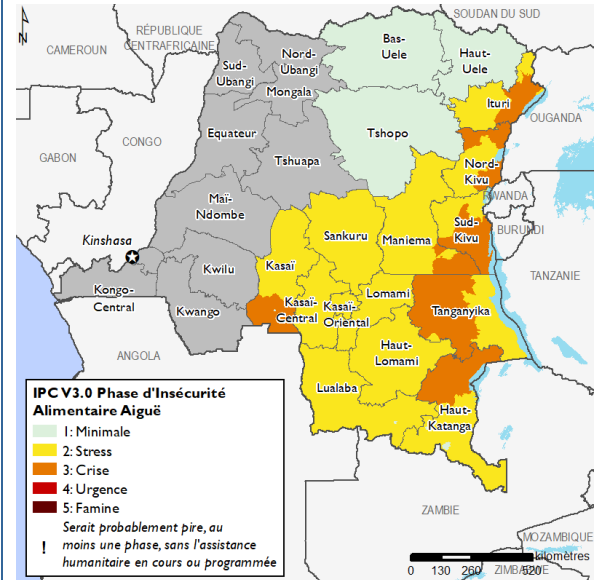 N
SOUDAN DU SUD
RÉPUBLIQUE
CENTRAFRICAINE
CAMEROUN
Bas-
Uele
Haut-
Uele
Nord-
Ubangi
Sud-
Ubangi
Mongala
Ituri
OUGANDA
CONGO
Equateur
Tshopo
GABON
Tshuapa
Nord-
Kivu
RWANDA
Maï-
Ndombe
Sud-
Kivu
BURUNDI
Kinshasa
Sankuru
Maniema
Kasaï
Kwilu
TANZANIE
Kongo-
Central
Kwango
Kasaï-
Central
Kasaï-
Oriental
Lomami
Tanganyika
ANGOLA
Haut-
Lomami
Lualaba
Haut-
Katanga
IPC V3.0 Phase d'Insécurité
Alimentaire Aiguë
1: Minimale
2: Stress
3: Crise
4: Urgence
5: Famine
! Serait probablement pire, au
moins une phase, sans l'assistance
humanitaire en cours ou programmée
ZAMBIE
MOZAMBIQUE
kilomètres
0 130 260 520
ZIMBABWE